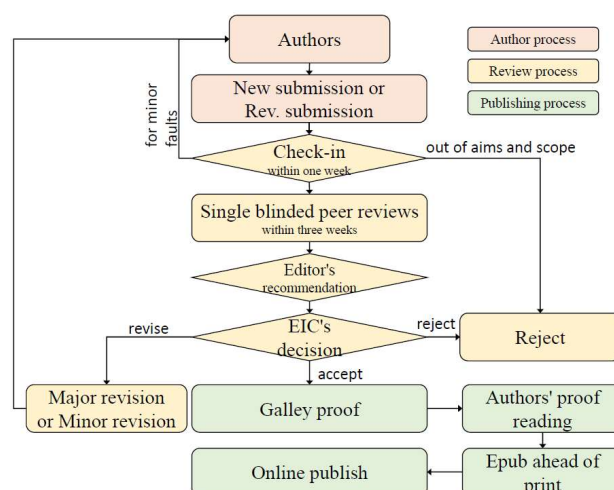 Authors
Author process
Review process
Publishing process
New submission or
Rev. submission
for minor
faults
Check-in
within one week
out of aims and scope
Single blinded peer reviews
within three weeks
Editor's
recommendation
EIC's
decision
revise
reject
accept
Reject
Major revision
or Minor revision
Galley proof
Authors' proof
reading
Online publish
Epub ahead of
print